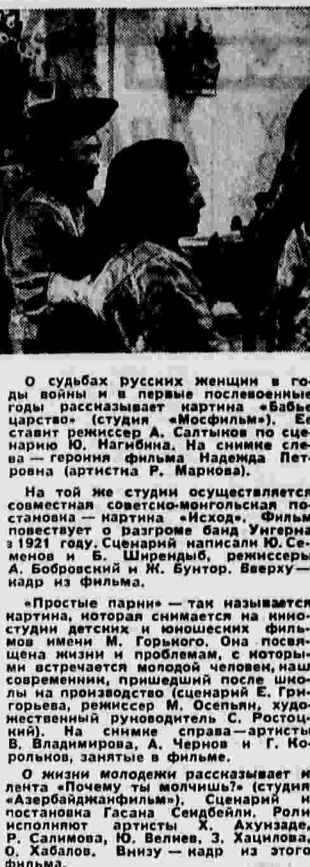 О судьбах русских женщин в го-
ды войны и в первые послевоенные
годы рассказывает картина «Бабье
царство» (студия «Мосфильм»). Ее
ставит режиссер А. Салтыков по сце-
нарию Ю. Нагибина. На снимке сле-
ва — героиня фильма Надежда Пет-
ровна (артистка Р. Маркова).
На той же студии осуществляется
совместная советско-монгольская по-
становка — картина «Исход». Фильм
повествует о разгроме банд Унгерна
в 1921 году. Сценарий написали Ю. Се-
менов и Б. Ширендыб, режиссеры
А. Бобровский и Ж. Бунтор. Вверху —
кадр из фильма.
«Простые парни» — так называется
картина, которая снимается на кино-
студии детских и юношеских филь-
мов имени М. Горького. Она посвя-
щена жизни и проблемам, с которы-
ми встречается молодой человек, наш
современник, пришедший после шко-
лы на производство (сценарий Е. Гри-
горьева, режиссер М. Осепьян, худо-
жественный руководитель С. Ростоц-
кий). На снимке справа — артисты
В. Владимирова, А. Чернов и Г. Ко-
рольков, занятые в фильме.
О жизни молодежи рассказывает и
лента «Почему ты молчишь?» (студия
«Азербайджанфильм»). Сценарий и
постановка Гасана Сеидбейли. Роли
исполняют артисты Х. Ахунзаде,
Р. Салимова, Ю. Велиев, З. Хацилова,
О. Хабалов. Внизу — кадр из этого
фильма.